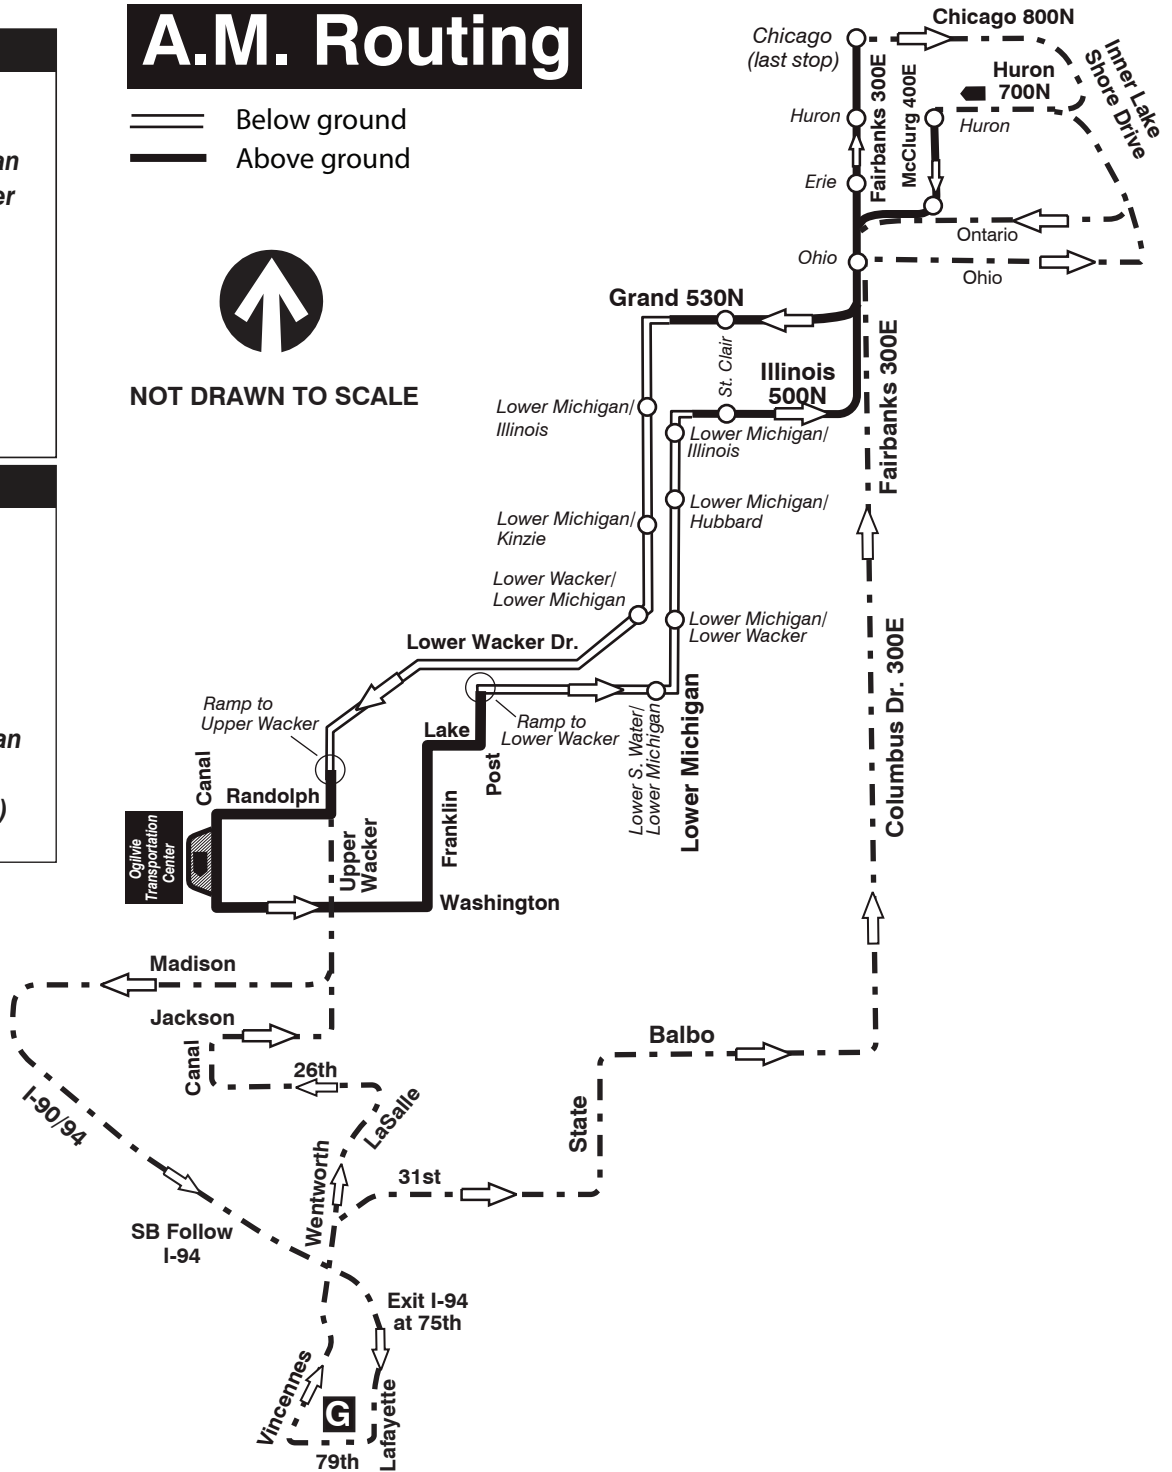 A.M. Routing
Below ground
Above ground
NOT DRAWN TO SCALE
an
er
an
)
Chicago 800N
Chicago
(last stop)
Inner Lake
Shore Drive
Huron
700N
Huron
Huron
Fairbanks 300E
McClurg 400E
Erie
Ontario
Ohio
Ohio
Grand 530N
St. Clair
Illinois
500N
Fairbanks 300E
Lower Michigan/
Illinois
Lower Michigan/
Illinois
Lower Michigan/
Hubbard
Lower Michigan/
Kinzie
Lower Wacker/
Lower Michigan
Lower Michigan/
Lower Wacker
Lower Wacker Dr.
Columbus Dr. 300E
Ramp to
Upper Wacker
Ramp to
Lower Wacker
Lake
Post
Lower S. Water/
Lower Michigan
Lower Michigan
Canal
Randolph
Franklin
Upper
Wacker
Ogilvie
Transportation
Center
Washington
Madison
Jackson
Canal
26th
LaSalle
Balbo
I-90/94
State
Wentworth
31st
SB Follow
I-94
Exit I-94
at 75th
Vincennes
G
Lafayette
79th